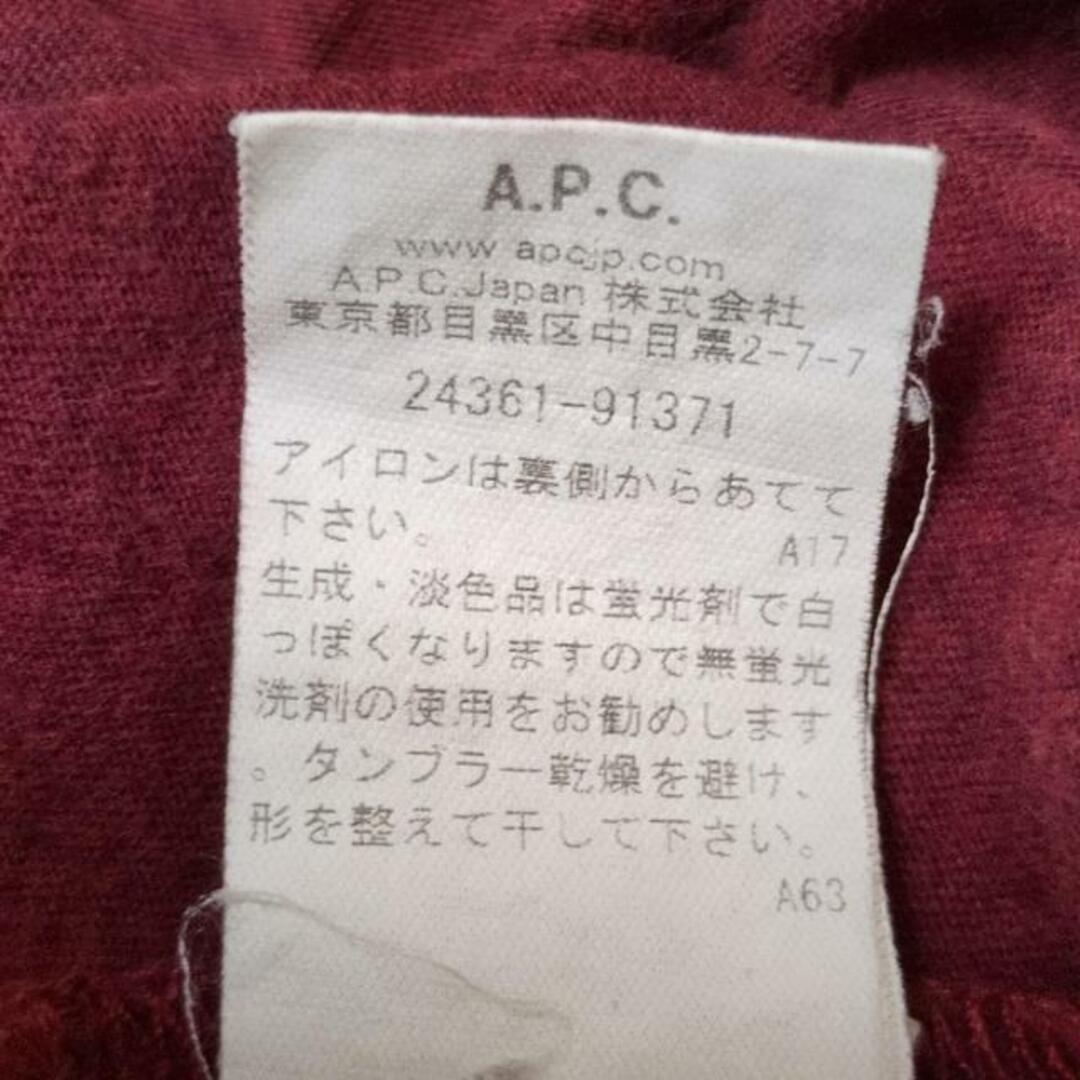 A.P.C.
www apcjp.com
A.P.C.Japan 株式会社
東京都目黒区中目黒2-7-7
24361-91371
アイロンは裏側からあてて
下さい。
A17
生成・淡色品は蛍光剤で白
っぽくなりますので無蛍光
洗剤の使用をお勧めします
。タンブラー乾燥を避け、
形を整えて干して下さい。
A63